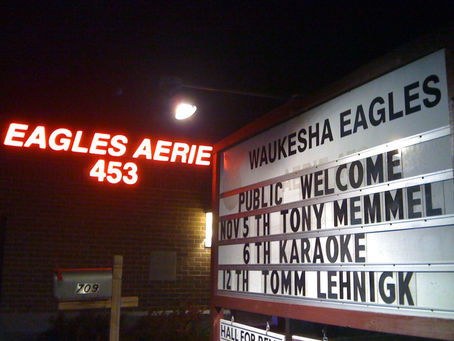 EAGLES AERIE
453
WAUKESHA EAGLES
PUBLIC WELCOME
NOV 5 TH TONY MEMMEL
6 TH KARAOKE
12 TH TOMM LEHNIGK
709
HALL FOR